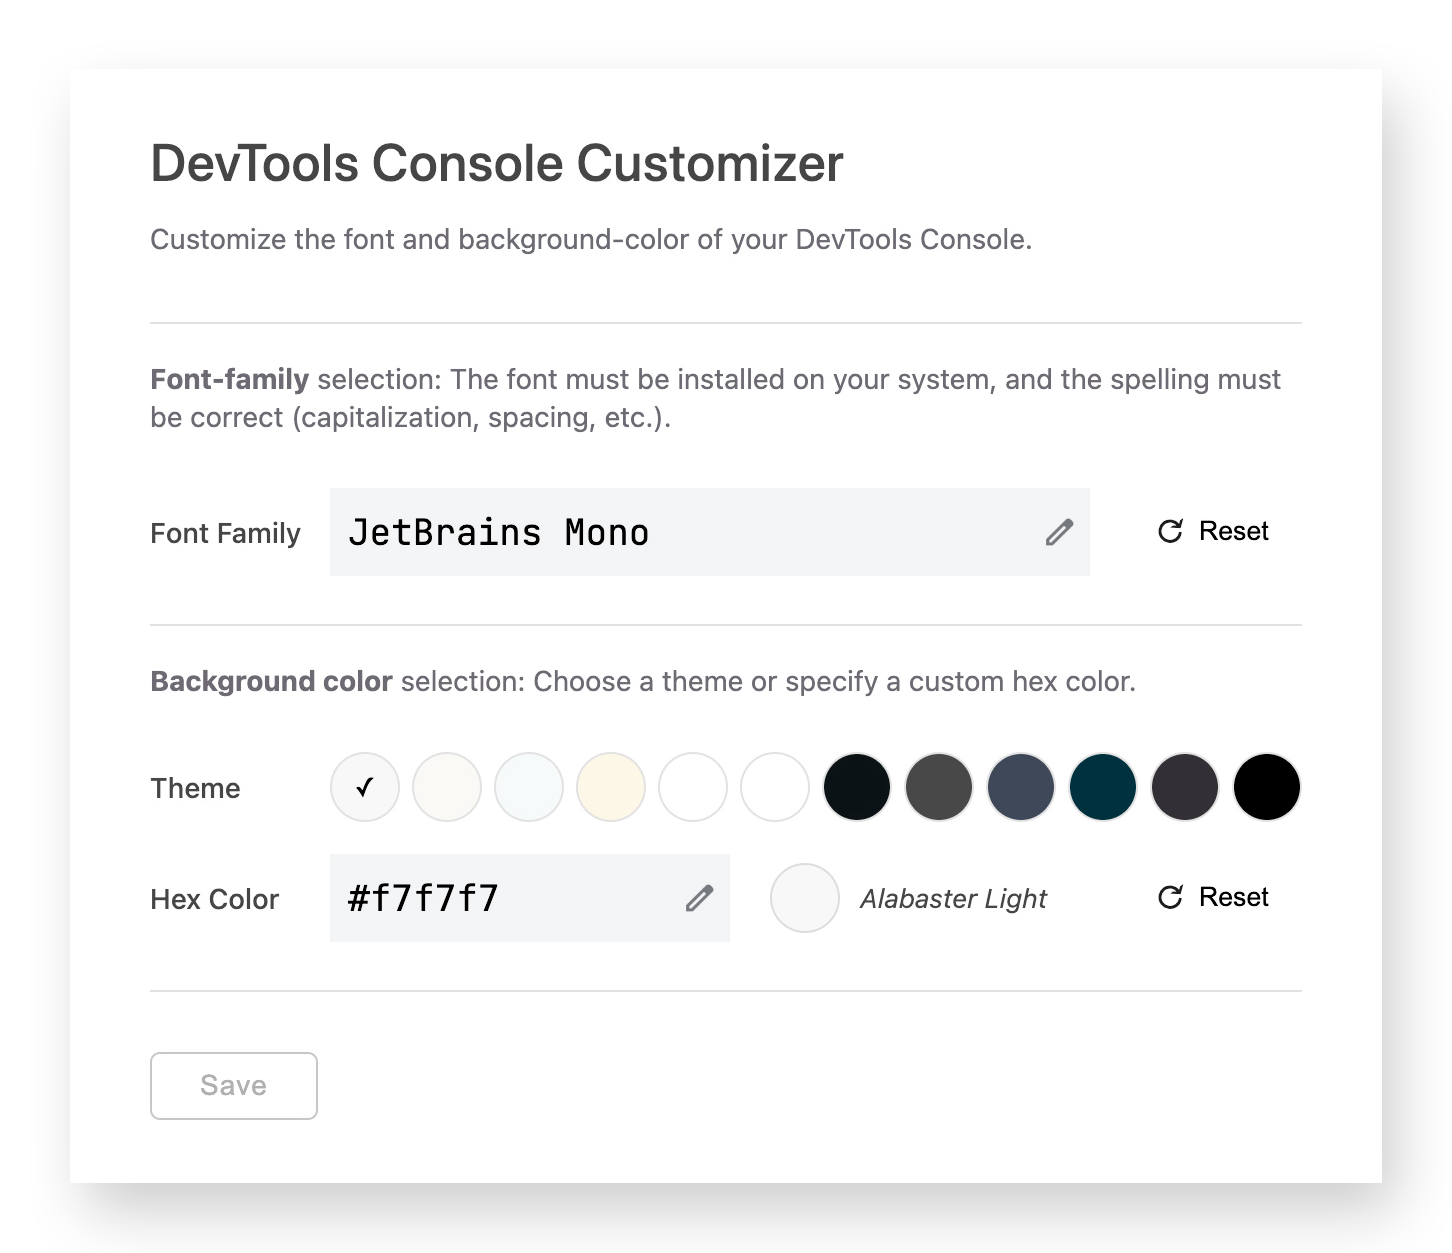 DevTools Console Customizer
Customize the font and background-color of your DevTools Console.
Font-family selection: The font must be installed on your system, and the spelling must
be correct (capitalization, spacing, etc.).
Font Family JetBrains Mono Reset
Background color selection: Choose a theme or specify a custom hex color.
Theme
Hex Color #f7f7f7 Alabaster Light Reset
Save